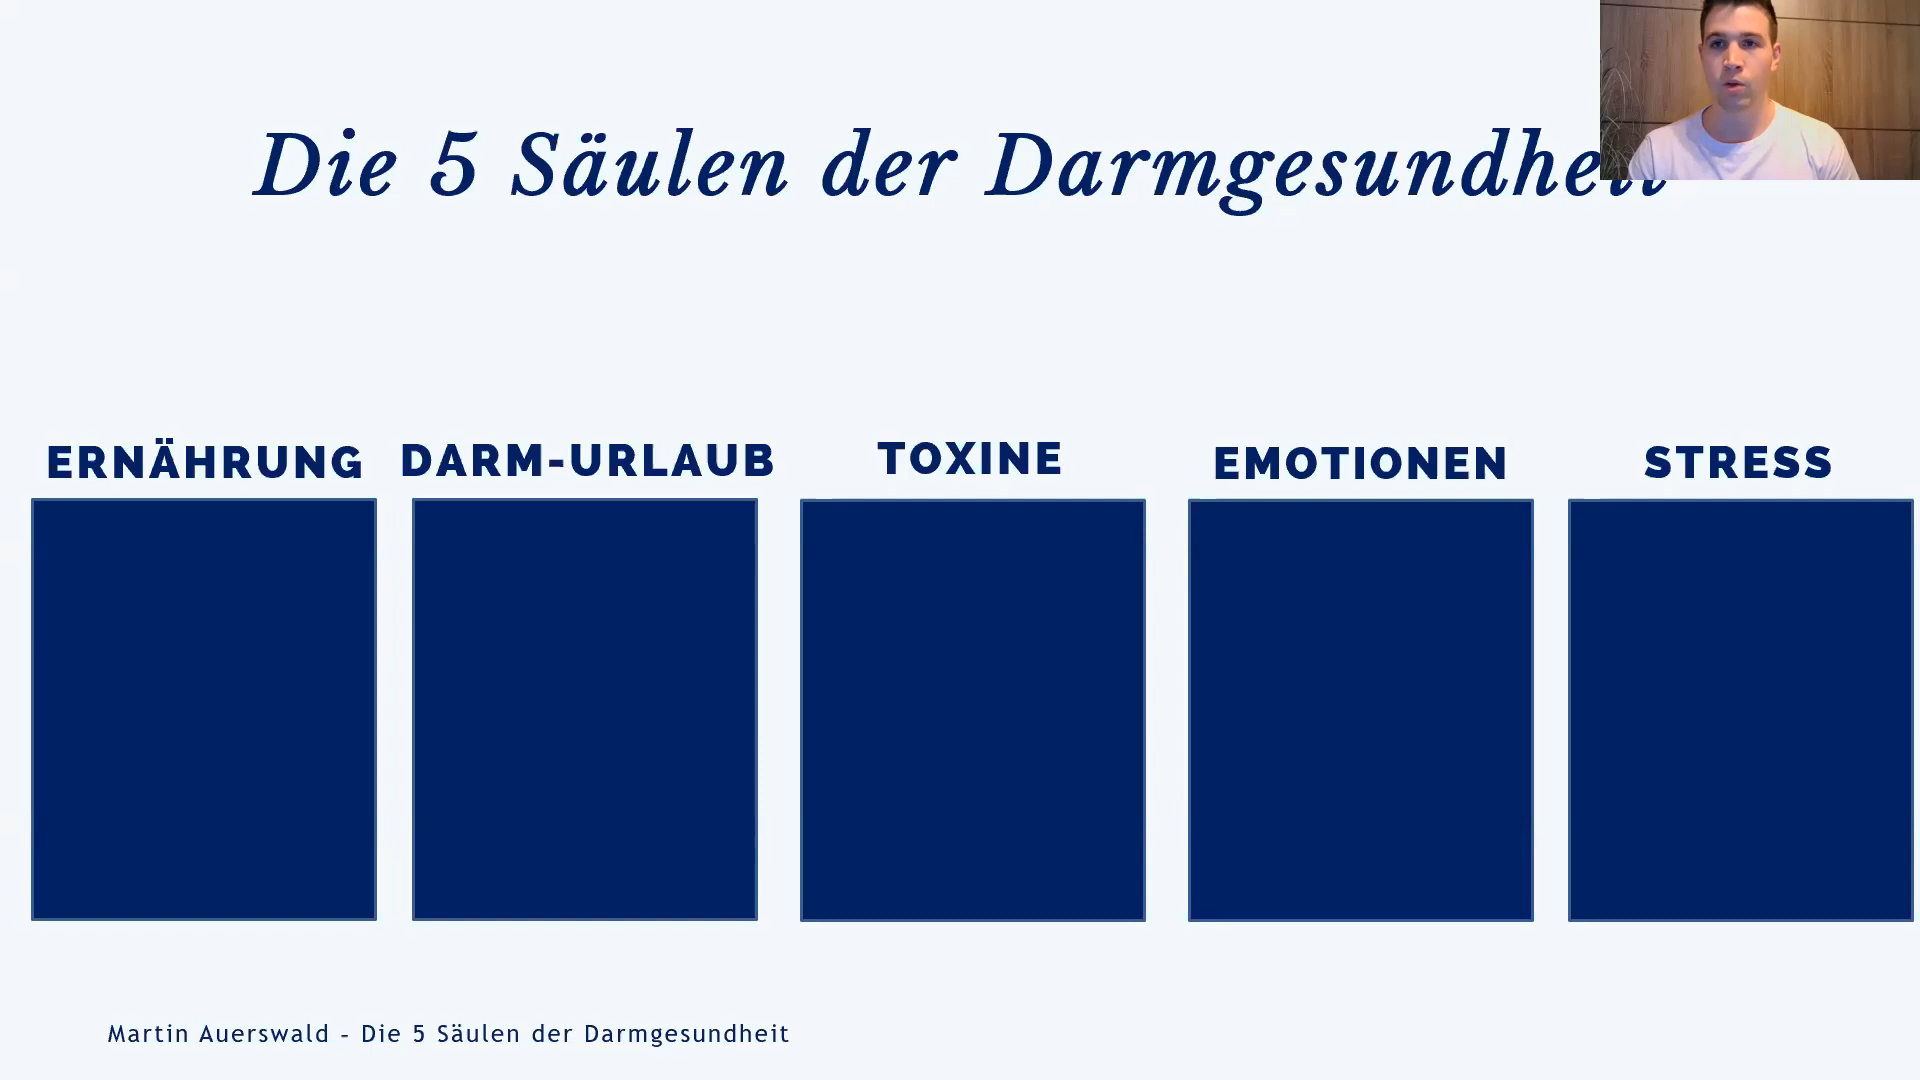 Die 5 Säulen der Darmgesundheit
ERNÄHRUNG
DARM-URLAUB
TOXINE
EMOTIONEN
STRESS
Martin Auerswald – Die 5 Säulen der Darmgesundheit